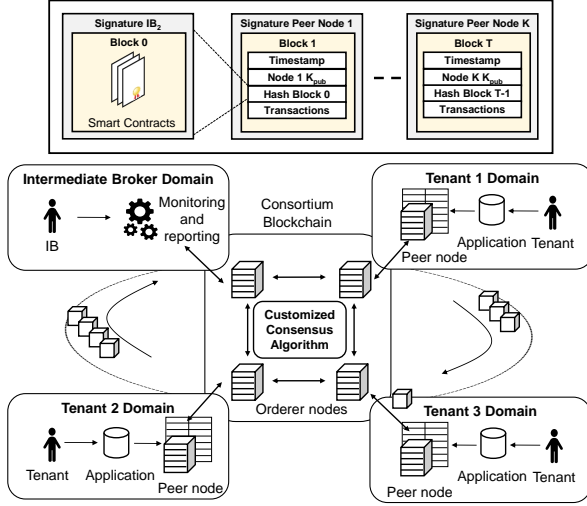 Signature IB2
Block 0
Smart Contracts
Signature Peer Node 1
Block 1
Timestamp
Node 1 Kpub
Hash Block 0
Transactions
Signature Peer Node K
Block T
Timestamp
Node K Kpub
Hash Block T-1
Transactions
Intermediate Broker Domain
IB
Monitoring
and
reporting
Consortium
Blockchain
Tenant 1 Domain
Peer node
Application
Tenant
Customized
Consensus
Algorithm
Orderer nodes
Tenant 2 Domain
Tenant
Application
Peer node
Tenant 3 Domain
Peer node
Application
Tenant